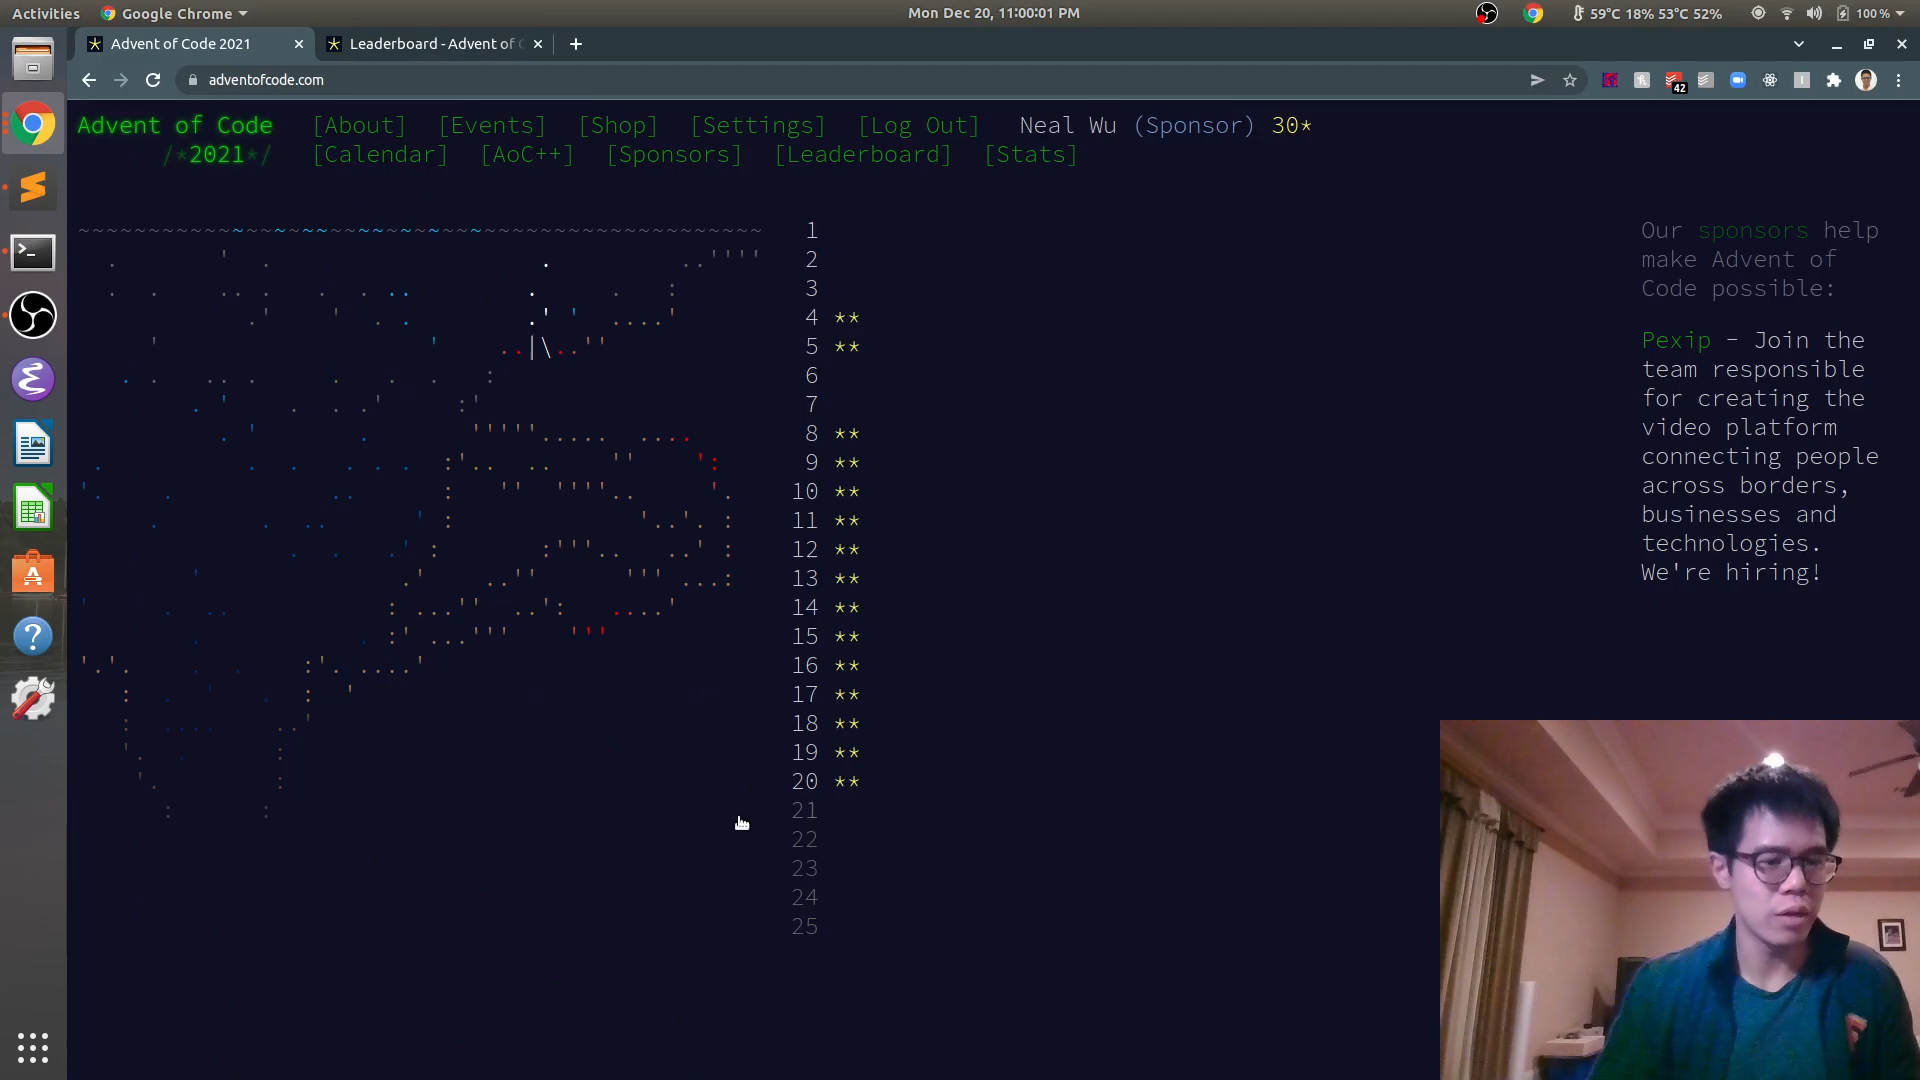 Activities Google Chrome Mon Dec 20, 11:00:01 PM 59°C 18% 53°C 52% 100 %
Advent of Code 2021 Leaderboard - Advent of C
adventofcode.com 42
Advent of Code [About] [Events] [Shop] [Settings] [Log Out] Neal Wu (Sponsor) 30*
/*2021*/ [Calendar] [AoC++] [Sponsors] [Leaderboard] [Stats]
1
2
3
4 **
5 **
6
7
8 **
9 **
10 **
11 **
12 **
13 **
14 **
15 **
16 **
17 **
18 **
19 **
20 **
21
22
23
24
25
Our sponsors help
make Advent of
Code possible:
Pexip - Join the
team responsible
for creating the
video platform
connecting people
across borders,
businesses and
technologies.
We're hiring!